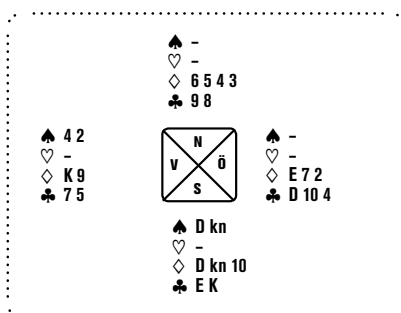 ♠ –
♡ –
♢ 6 5 4 3
♣ 9 8
♠ 4 2
♡ –
♢ K 9
♣ 7 5
N
V Ö
S
♠ –
♡ –
♢ E 7 2
♣ D 10 4
♠ D kn
♡ –
♢ D kn 10
♣ E K